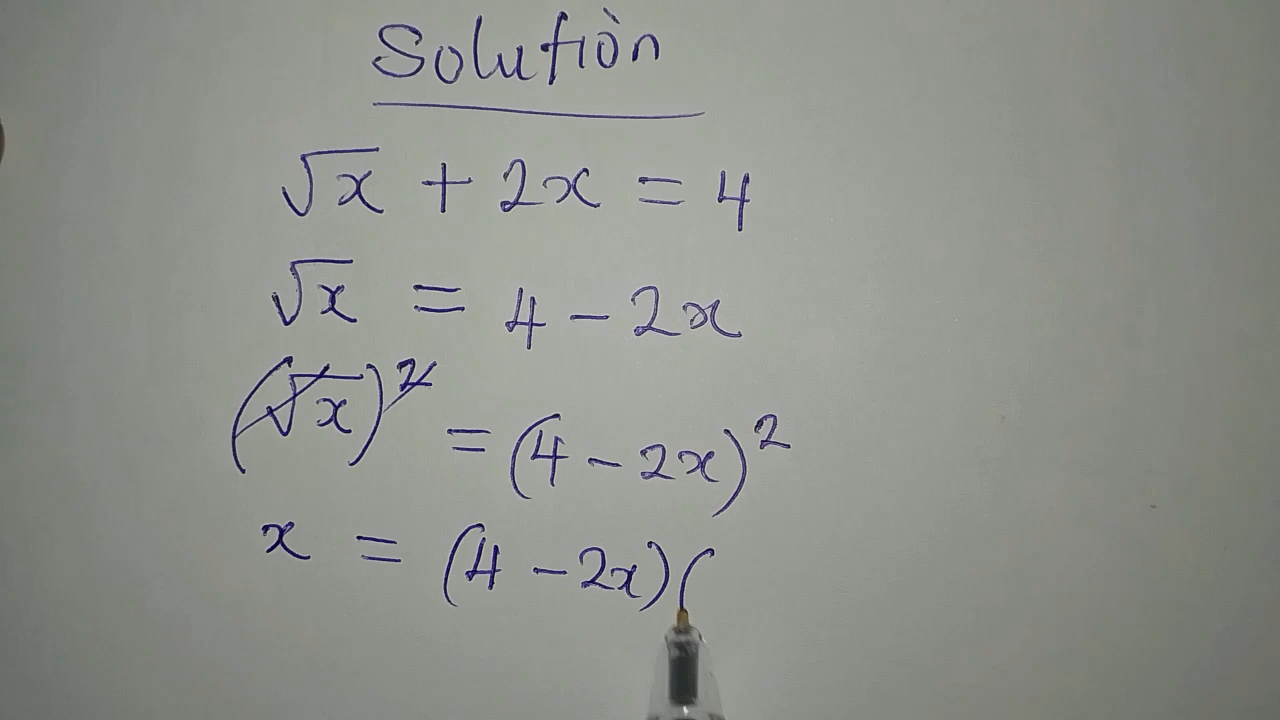 Solution
√x + 2x = 4
√x = 4 - 2x
(√x)² = (4 - 2x)²
x = (4 - 2x)(